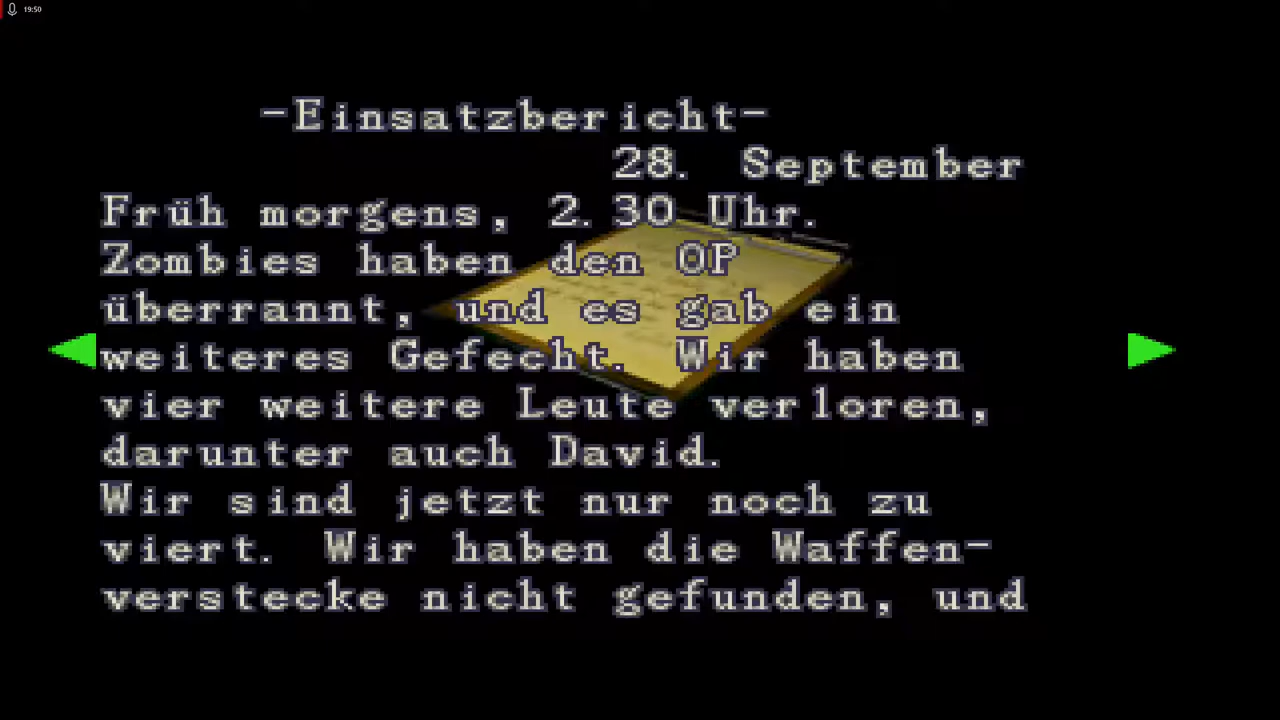 19:50
-Einsatzbericht-
28. September
Früh morgens, 2.30 Uhr.
Zombies haben den OP
überrannt, und es gab ein
weiteres Gefecht. Wir haben
vier weitere Leute verloren,
darunter auch David.
Wir sind jetzt nur noch zu
viert. Wir haben die Waffen-
verstecke nicht gefunden, und